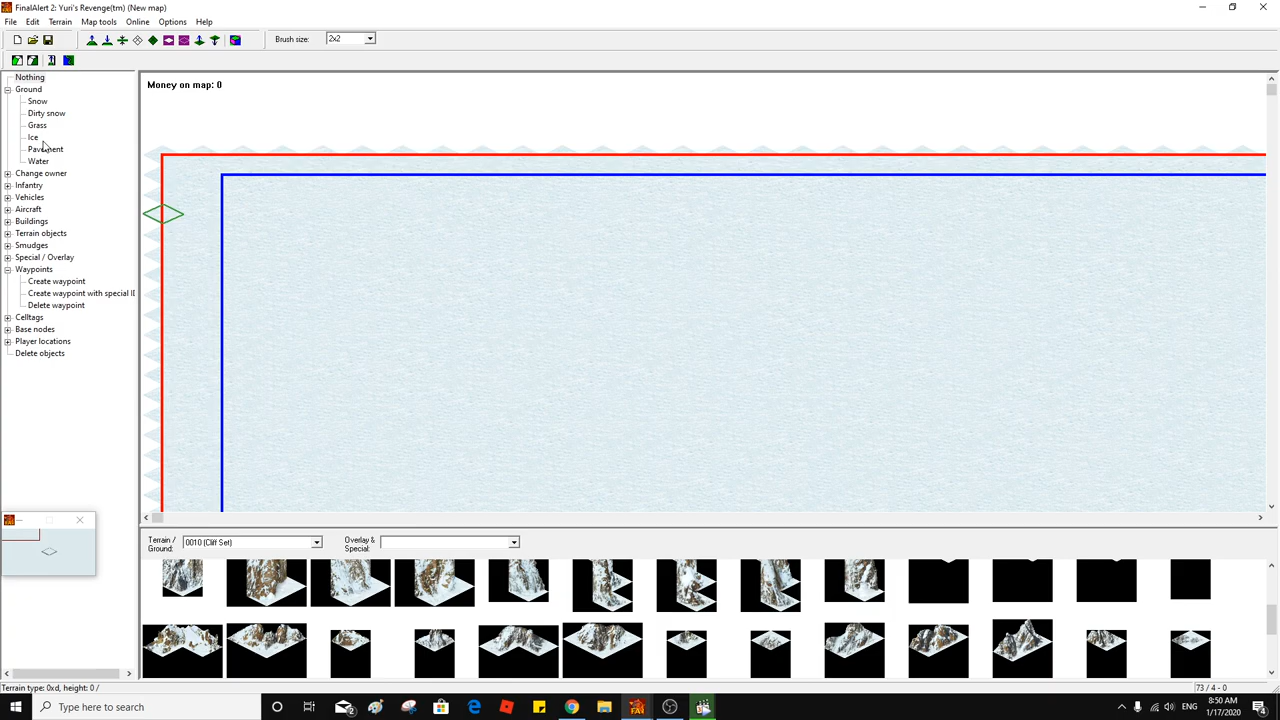 FinalAlert 2: Yuri's Revenge(tm) (New map)
File Edit Terrain Map tools Online Options Help
Brush size: 2x2
Nothing
Ground
Snow
Dirty snow
Grass
Ice
Pavement
Water
Change owner
Infantry
Vehicles
Aircraft
Buildings
Terrain objects
Smudges
Special / Overlay
Waypoints
Create waypoint
Create waypoint with special I
Delete waypoint
Celltags
Base nodes
Player locations
Delete objects
Money on map: 0
Terrain / Ground: 0010 (Cliff Set) Overlay & Special:
Terrain type: 0xd, height: 0 /
73 / 4 - 0
Type here to search
8:50 AM
1/17/2020